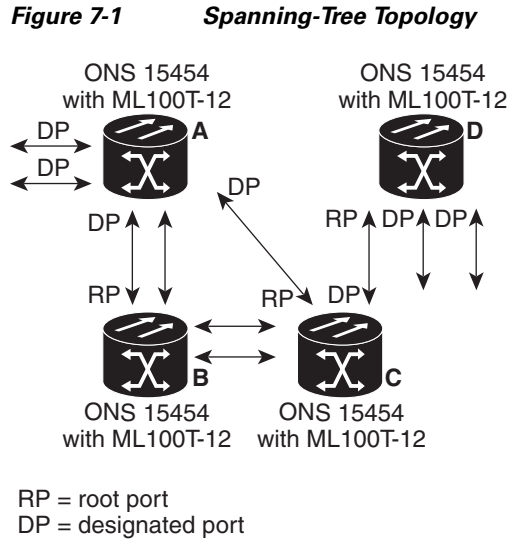 Figure 7-1 Spanning-Tree Topology
ONS 15454
with ML100T-12
ONS 15454
with ML100T-12
DP
A
D
DP
DP
DP
RP DP DP
RP
RP
DP
B
C
ONS 15454
with ML100T-12
ONS 15454
with ML100T-12
RP = root port
DP = designated port